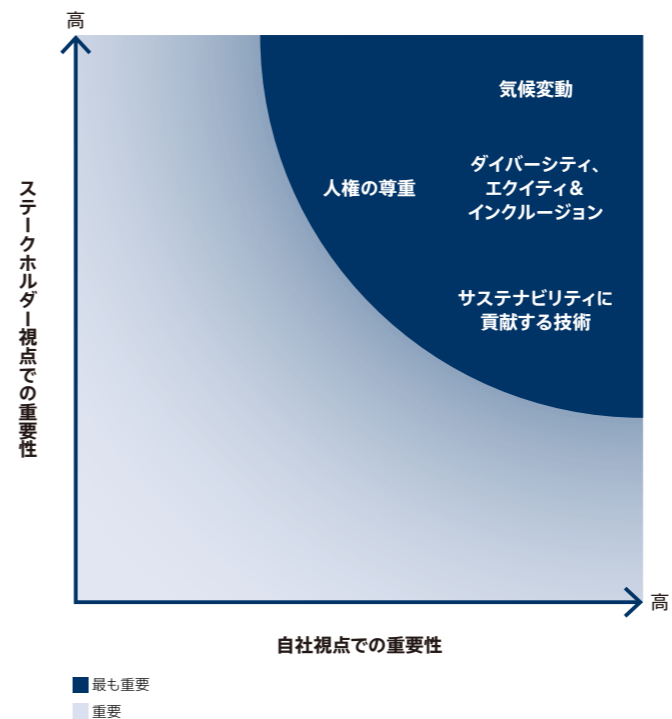 高
気候変動
人権の尊重
ダイバーシティ、
エクイティ＆
インクルージョン
サステナビリティに
貢献する技術
ステークホルダー視点での重要性
高
自社視点での重要性
最も重要
重要